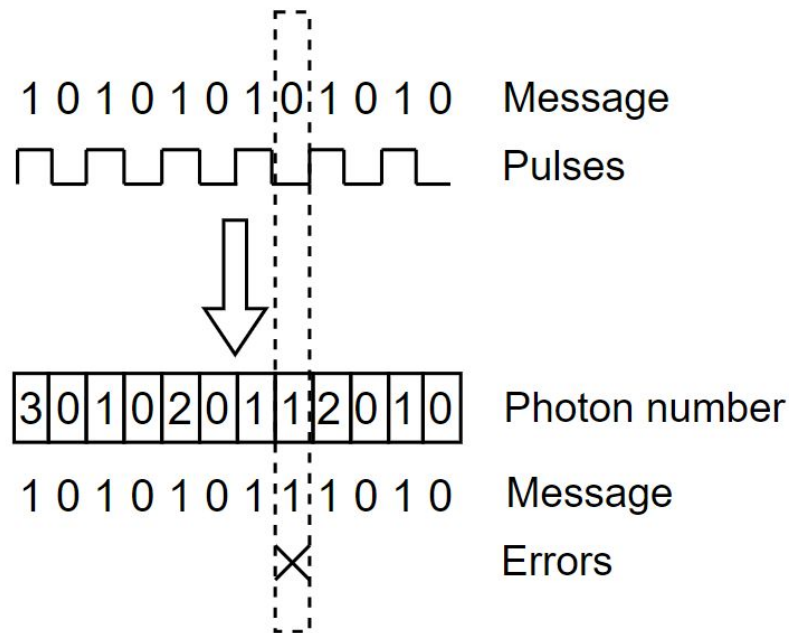 1 0 1 0 1 0 1 0 1 0 1 0 Message
Pulses
3 0 1 0 2 0 1 1 2 0 1 0 Photon number
1 0 1 0 1 0 1 1 1 0 1 0 Message
Errors